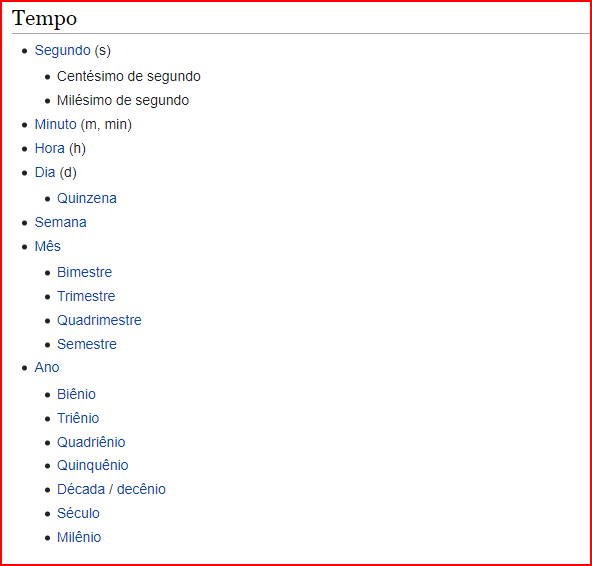 Tempo
Segundo (s)
Centésimo de segundo
Milésimo de segundo
Minuto (m, min)
Hora (h)
Dia (d)
Quinzena
Semana
Mês
Bimestre
Trimestre
Quadrimestre
Semestre
Ano
Biênio
Triênio
Quadriênio
Quinquênio
Década / decênio
Século
Milênio